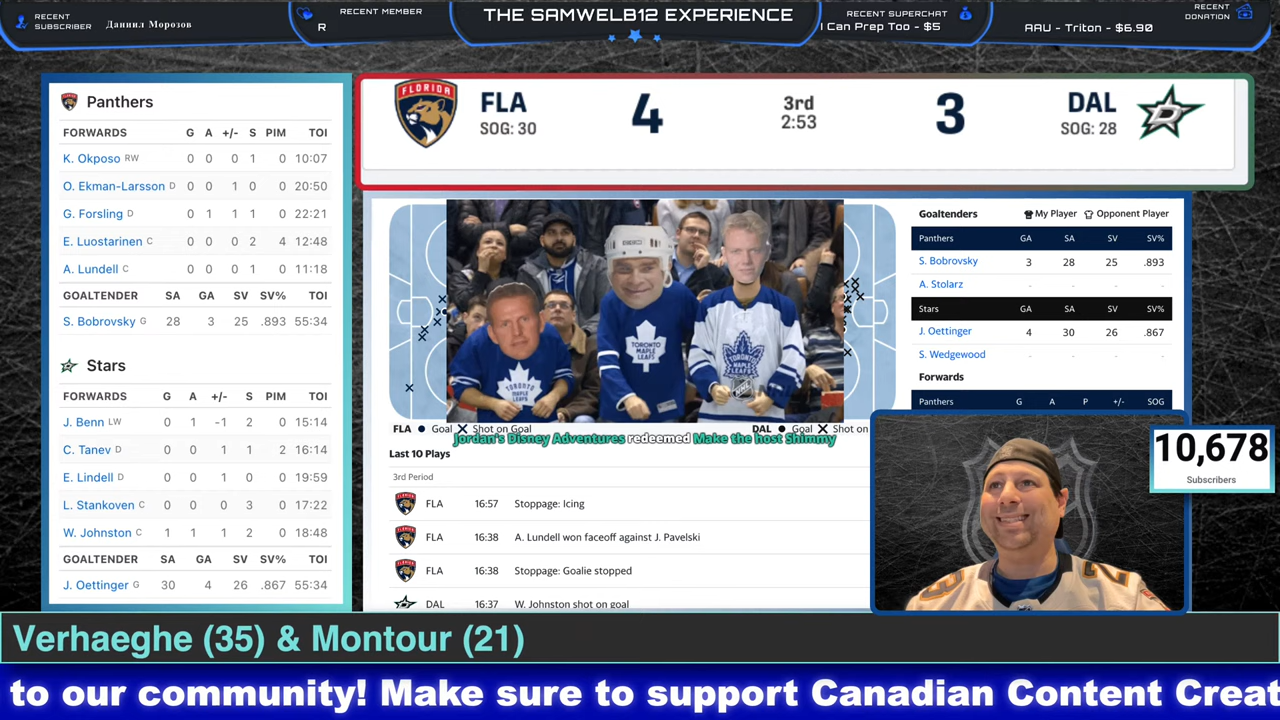 RECENT SUBSCRIBER
Даниил Морозов
RECENT MEMBER
R
THE SAMWELB12 EXPERIENCE
RECENT SUPERCHAT
I Can Prep Too - $5
RECENT DONATION
AAU - Triton - $6.90
Panthers
FORWARDS G A +/- S PIM TOI
K. Okposo RW 0 0 0 1 0 10:07
O. Ekman-Larsson D 0 0 1 0 0 20:50
G. Forsling D 0 1 1 1 0 22:21
E. Luostarinen C 0 0 0 2 4 12:48
A. Lundell C 0 0 0 1 0 11:18
GOALTENDER SA GA SV SV% TOI
S. Bobrovsky G 28 3 25 .893 55:34
Stars
FORWARDS G A +/- S PIM TOI
J. Benn LW 0 1 -1 2 0 15:14
C. Tanev D 0 0 1 1 2 16:14
E. Lindell D 0 0 1 0 0 19:59
L. Stankoven C 0 0 0 3 0 17:22
W. Johnston C 1 1 1 2 0 18:48
GOALTENDER SA GA SV SV% TOI
J. Oettinger G 30 4 26 .867 55:34
FLORIDA
FLA 4 3rd 3 DAL
SOG: 30 2:53 SOG: 28
TORONTO MAPLE LEAFS
TORONTO MAPLE LEAFS
TORONTO MAPLE LEAFS
FLA Goal Shot on Goal DAL Goal Shot on
Jordan's Disney Adventures redeemed Make the host Shimmy
Last 10 Plays
3rd Period
FLA 16:57 Stoppage: Icing
FLA 16:38 A. Lundell won faceoff against J. Pavelski
FLA 16:38 Stoppage: Goalie stopped
DAL 16:37 W. Johnston shot on goal
Goaltenders My Player Opponent Player
Panthers GA SA SV SV%
S. Bobrovsky 3 28 25 .893
A. Stolarz - - - -
Stars GA SA SV SV%
J. Oettinger 4 30 26 .867
S. Wedgewood - - - -
Forwards
Panthers G A P +/- SOG
10,678
Subscribers
Verhaeghe (35) & Montour (21)
to our community! Make sure to support Canadian Content Creat